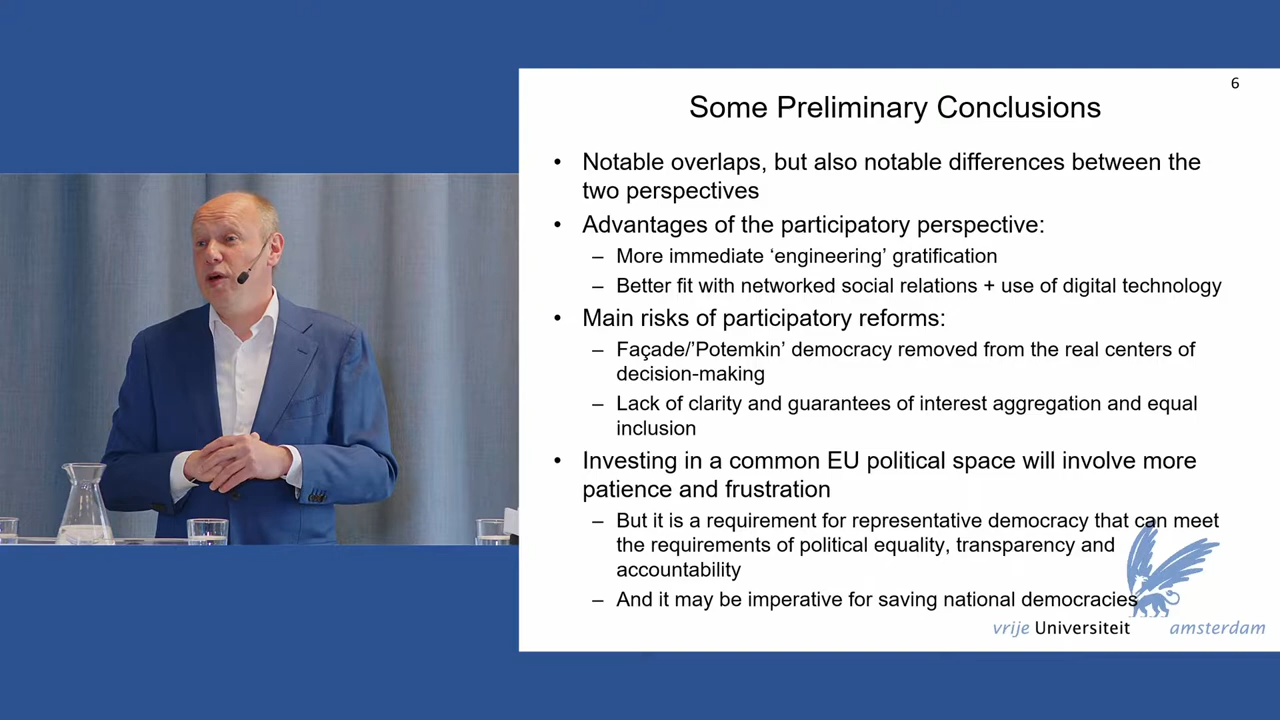 6
Some Preliminary Conclusions
• Notable overlaps, but also notable differences between the
two perspectives
• Advantages of the participatory perspective:
– More immediate ‘engineering’ gratification
– Better fit with networked social relations + use of digital technology
• Main risks of participatory reforms:
– Façade/’Potemkin’ democracy removed from the real centers of
decision-making
– Lack of clarity and guarantees of interest aggregation and equal
inclusion
• Investing in a common EU political space will involve more
patience and frustration
– But it is a requirement for representative democracy that can meet
the requirements of political equality, transparency and
accountability
– And it may be imperative for saving national democracies
vrije Universiteit amsterdam